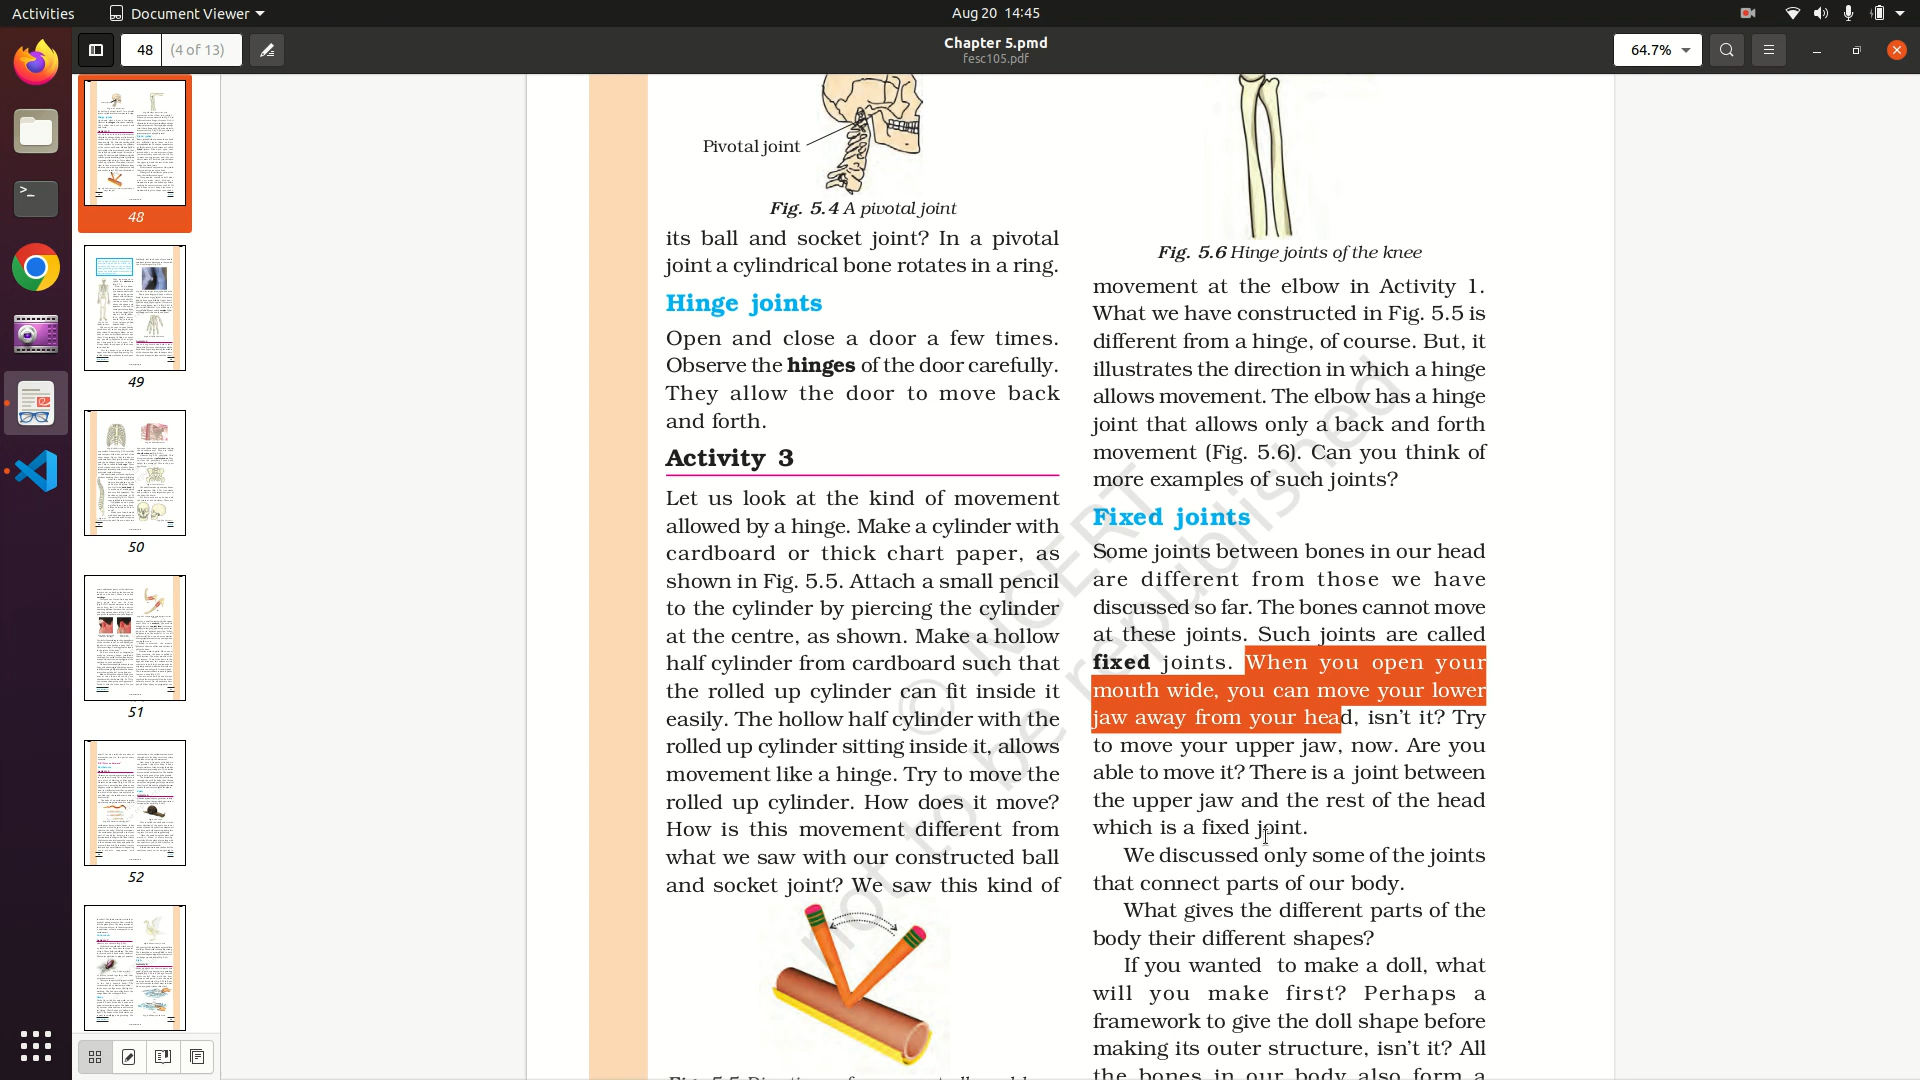 Activities
Document Viewer
Aug 20 14:45
48
(4 of 13)
Chapter 5.pmd
fesc105.pdf
64.7%
48
49
50
51
52
Pivotal joint
Fig. 5.4 A pivotal joint
its ball and socket joint? In a pivotal
joint a cylindrical bone rotates in a ring.
Hinge joints
Open and close a door a few times.
Observe the hinges of the door carefully.
They allow the door to move back
and forth.
Activity 3
Let us look at the kind of movement
allowed by a hinge. Make a cylinder with
cardboard or thick chart paper, as
shown in Fig. 5.5. Attach a small pencil
to the cylinder by piercing the cylinder
at the centre, as shown. Make a hollow
half cylinder from cardboard such that
the rolled up cylinder can fit inside it
easily. The hollow half cylinder with the
rolled up cylinder sitting inside it, allows
movement like a hinge. Try to move the
rolled up cylinder. How does it move?
How is this movement different from
what we saw with our constructed ball
and socket joint? We saw this kind of
Fig. 5.6 Hinge joints of the knee
movement at the elbow in Activity 1.
What we have constructed in Fig. 5.5 is
different from a hinge, of course. But, it
illustrates the direction in which a hinge
allows movement. The elbow has a hinge
joint that allows only a back and forth
movement (Fig. 5.6). Can you think of
more examples of such joints?
Fixed joints
Some joints between bones in our head
are different from those we have
discussed so far. The bones cannot move
at these joints. Such joints are called
fixed joints. When you open your
mouth wide, you can move your lower
jaw away from your head, isn't it? Try
to move your upper jaw, now. Are you
able to move it? There is a joint between
the upper jaw and the rest of the head
which is a fixed joint.
We discussed only some of the joints
that connect parts of our body.
What gives the different parts of the
body their different shapes?
If you wanted to make a doll, what
will you make first? Perhaps a
framework to give the doll shape before
making its outer structure, isn't it? All
the bones in our body also form a
© NCERT
not to be republished